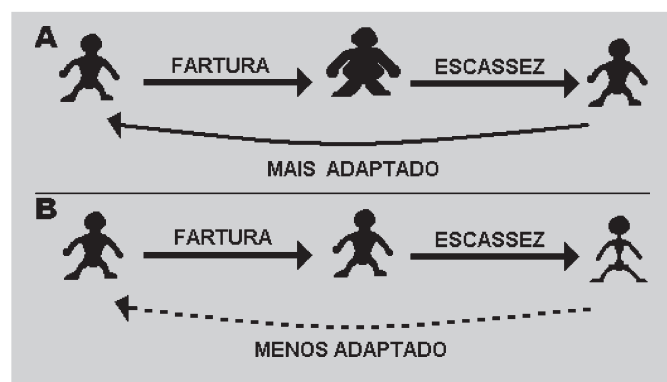 A
FARTURA ESCASSEZ
MAIS ADAPTADO
B
FARTURA ESCASSEZ
MENOS ADAPTADO